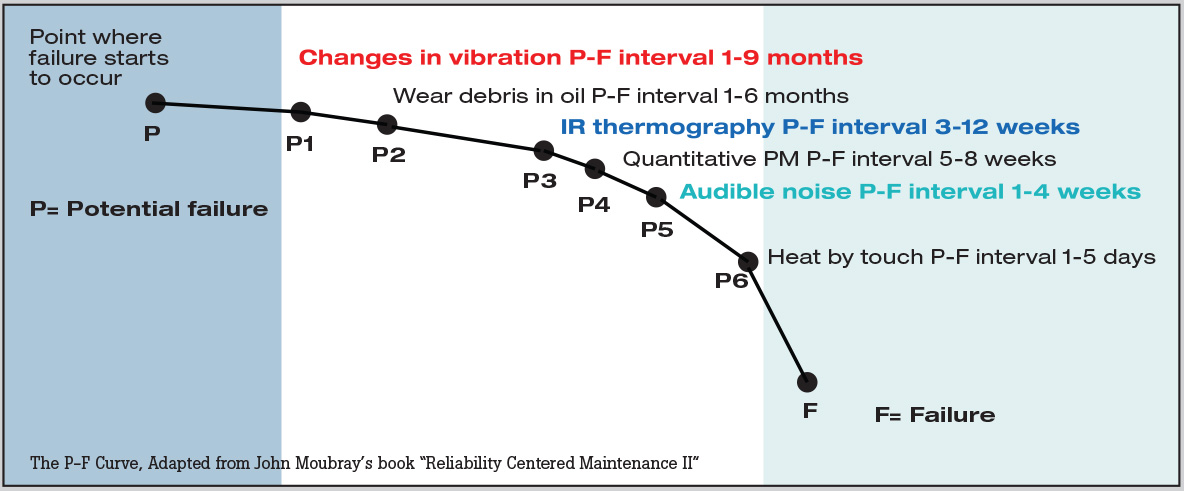 Point where
failure starts
to occur
Changes in vibration P-F interval 1-9 months
Wear debris in oil P-F interval 1-6 months
IR thermography P-F interval 3-12 weeks
Quantitative PM P-F interval 5-8 weeks
Audible noise P-F interval 1-4 weeks
Heat by touch P-F interval 1-5 days
P
P1
P2
P3
P4
P5
P6
F
P= Potential failure
F= Failure
The P-F Curve, Adapted from John Moubray's book "Reliability Centered Maintenance II"